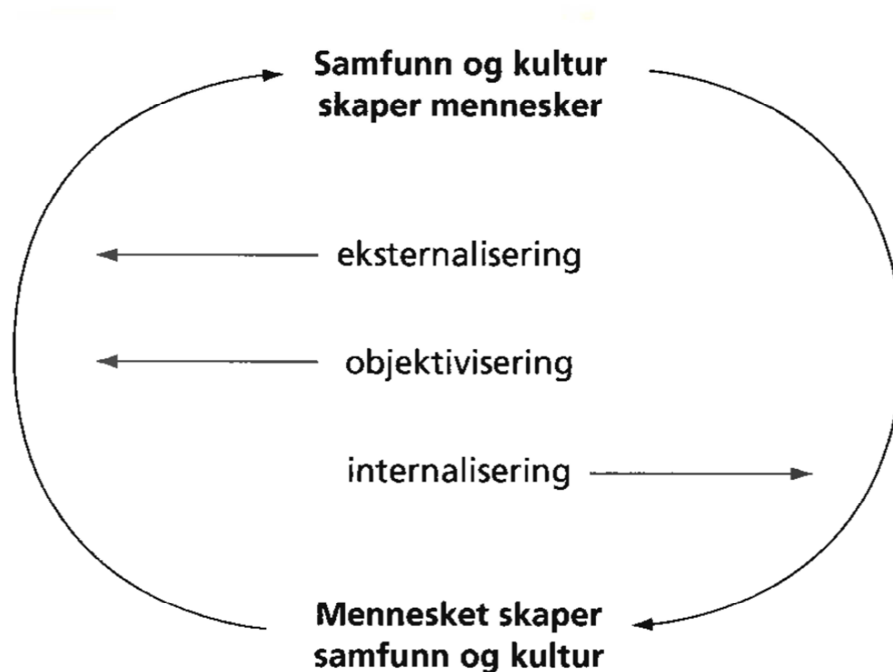 Samfunn og kultur
skaper mennesker
eksternalisering
objektivisering
internalisering
Mennesket skaper
samfunn og kultur